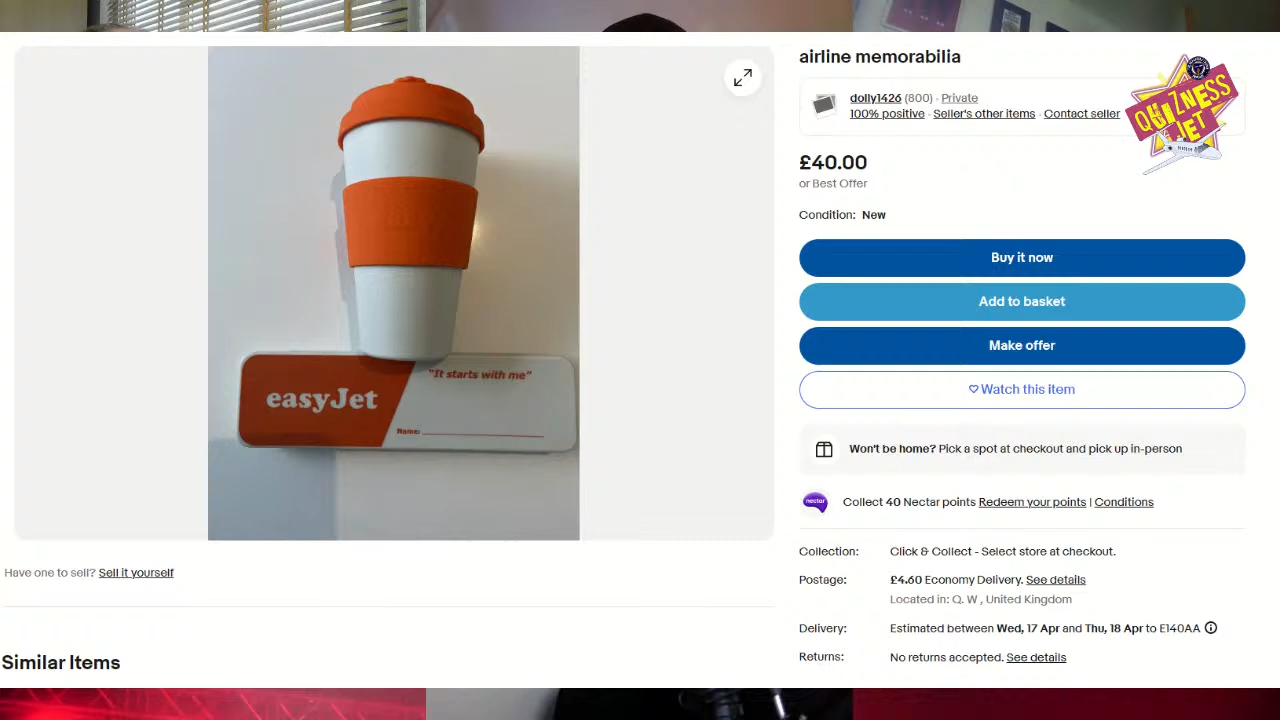 airline memorabilia
dolly1426 (800) · Private
100% positive · Seller's other items · Contact seller
QUIZNESS
JET
£40.00
or Best Offer
Condition: New
Buy it now
Add to basket
Make offer
Watch this item
"It starts with me"
easyJet
Name:
Won't be home? Pick a spot at checkout and pick up in-person
nectar
Collect 40 Nectar points Redeem your points | Conditions
Collection: Click & Collect - Select store at checkout.
Postage: £4.60 Economy Delivery. See details
Located in: Q. W , United Kingdom
Delivery: Estimated between Wed, 17 Apr and Thu, 18 Apr to E140AA
Returns: No returns accepted. See details
Have one to sell? Sell it yourself
Similar Items